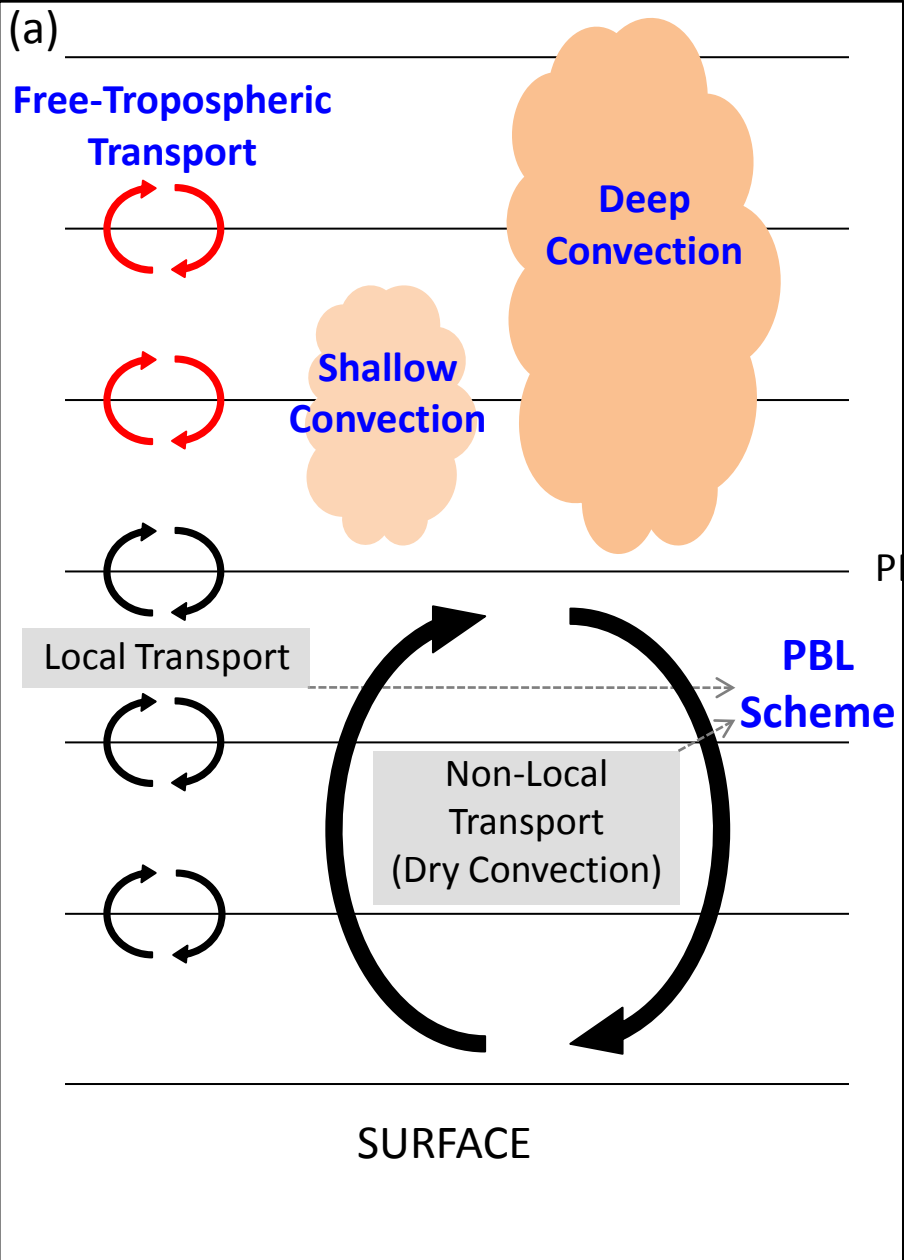 (a)
Free-Tropospheric
Transport
Deep
Convection
Shallow
Convection
Local Transport
PBL
Scheme
Non-Local
Transport
(Dry Convection)
SURFACE